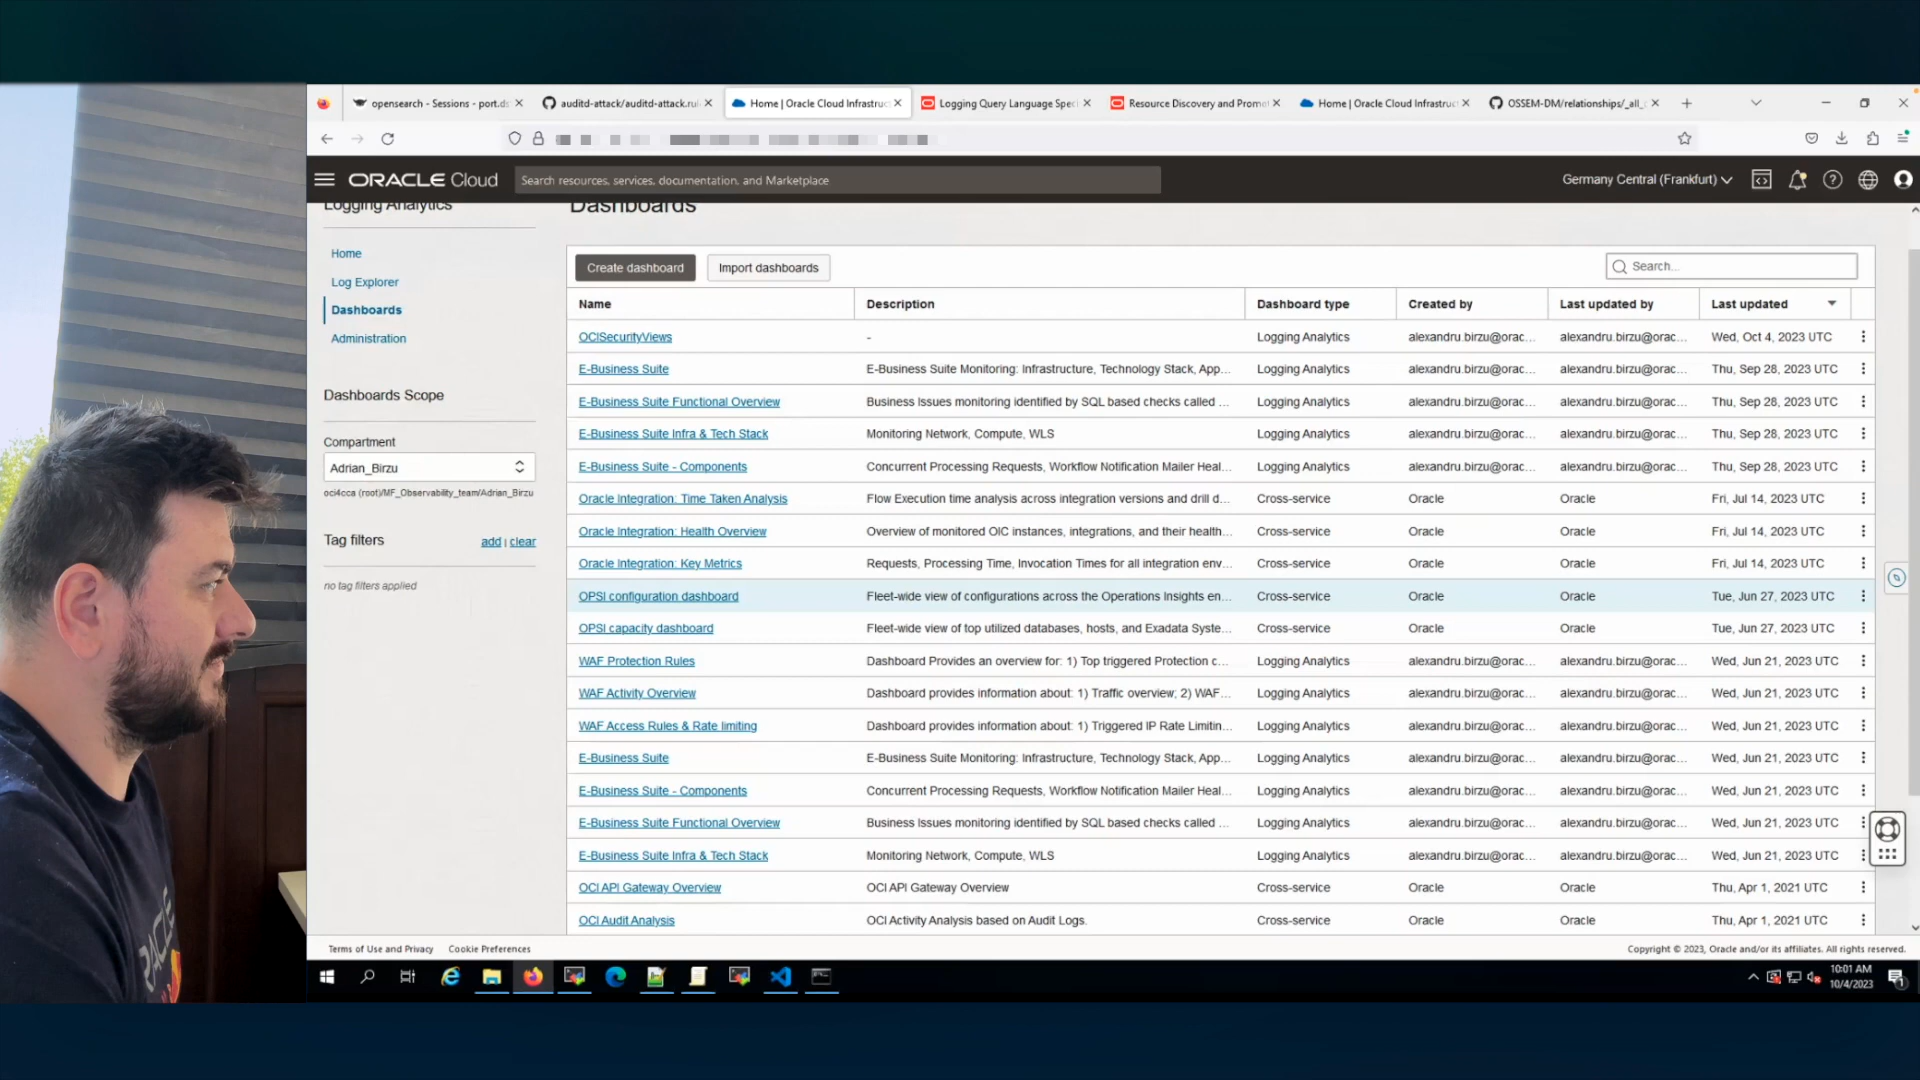 opensearch - Sessions - port.ds
auditd-attack/auditd-attack.rul
Home | Oracle Cloud Infrastruc
Logging Query Language Speci
Resource Discovery and Promot
Home | Oracle Cloud Infrastruct
OSSEM-DM/relationships/_all_
ORACLE Cloud
Search resources, services, documentation, and Marketplace
Germany Central (Frankfurt)
Logging Analytics
Home
Log Explorer
Dashboards
Administration
Dashboards Scope
Compartment
Adrian_Birzu
oci4cca (root)/MF_Observability_team/Adrian_Birzu
Tag filters
add | clear
no tag filters applied
Dashboards
Create dashboard
Import dashboards
Search...
Name Description Dashboard type Created by Last updated by Last updated
OCISecurityViews - Logging Analytics alexandru.birzu@orac... alexandru.birzu@orac... Wed, Oct 4, 2023 UTC
E-Business Suite E-Business Suite Monitoring: Infrastructure, Technology Stack, App... Logging Analytics alexandru.birzu@orac... alexandru.birzu@orac... Thu, Sep 28, 2023 UTC
E-Business Suite Functional Overview Business Issues monitoring identified by SQL based checks called ... Logging Analytics alexandru.birzu@orac... alexandru.birzu@orac... Thu, Sep 28, 2023 UTC
E-Business Suite Infra & Tech Stack Monitoring Network, Compute, WLS Logging Analytics alexandru.birzu@orac... alexandru.birzu@orac... Thu, Sep 28, 2023 UTC
E-Business Suite - Components Concurrent Processing Requests, Workflow Notification Mailer Heal... Logging Analytics alexandru.birzu@orac... alexandru.birzu@orac... Thu, Sep 28, 2023 UTC
Oracle Integration: Time Taken Analysis Flow Execution time analysis across integration versions and drill d... Cross-service Oracle Oracle Fri, Jul 14, 2023 UTC
Oracle Integration: Health Overview Overview of monitored OIC instances, integrations, and their health... Cross-service Oracle Oracle Fri, Jul 14, 2023 UTC
Oracle Integration: Key Metrics Requests, Processing Time, Invocation Times for all integration env... Cross-service Oracle Oracle Fri, Jul 14, 2023 UTC
OPSI configuration dashboard Fleet-wide view of configurations across the Operations Insights en... Cross-service Oracle Oracle Tue, Jun 27, 2023 UTC
OPSI capacity dashboard Fleet-wide view of top utilized databases, hosts, and Exadata Syste... Cross-service Oracle Oracle Tue, Jun 27, 2023 UTC
WAF Protection Rules Dashboard Provides an overview for: 1) Top triggered Protection c... Logging Analytics alexandru.birzu@orac... alexandru.birzu@orac... Wed, Jun 21, 2023 UTC
WAF Activity Overview Dashboard provides information about: 1) Traffic overview; 2) WAF... Logging Analytics alexandru.birzu@orac... alexandru.birzu@orac... Wed, Jun 21, 2023 UTC
WAF Access Rules & Rate limiting Dashboard provides information about: 1) Triggered IP Rate Limitin... Logging Analytics alexandru.birzu@orac... alexandru.birzu@orac... Wed, Jun 21, 2023 UTC
E-Business Suite E-Business Suite Monitoring: Infrastructure, Technology Stack, App... Logging Analytics alexandru.birzu@orac... alexandru.birzu@orac... Wed, Jun 21, 2023 UTC
E-Business Suite - Components Concurrent Processing Requests, Workflow Notification Mailer Heal... Logging Analytics alexandru.birzu@orac... alexandru.birzu@orac... Wed, Jun 21, 2023 UTC
E-Business Suite Functional Overview Business Issues monitoring identified by SQL based checks called ... Logging Analytics alexandru.birzu@orac... alexandru.birzu@orac... Wed, Jun 21, 2023 UTC
E-Business Suite Infra & Tech Stack Monitoring Network, Compute, WLS Logging Analytics alexandru.birzu@orac... alexandru.birzu@orac... Wed, Jun 21, 2023 UTC
OCI API Gateway Overview OCI API Gateway Overview Cross-service Oracle Oracle Thu, Apr 1, 2021 UTC
OCI Audit Analysis OCI Activity Analysis based on Audit Logs. Cross-service Oracle Oracle Thu, Apr 1, 2021 UTC
Terms of Use and Privacy Cookie Preferences
Copyright © 2023, Oracle and/or its affiliates. All rights reserved.
10:01 AM
10/4/2023
1
ORACLE